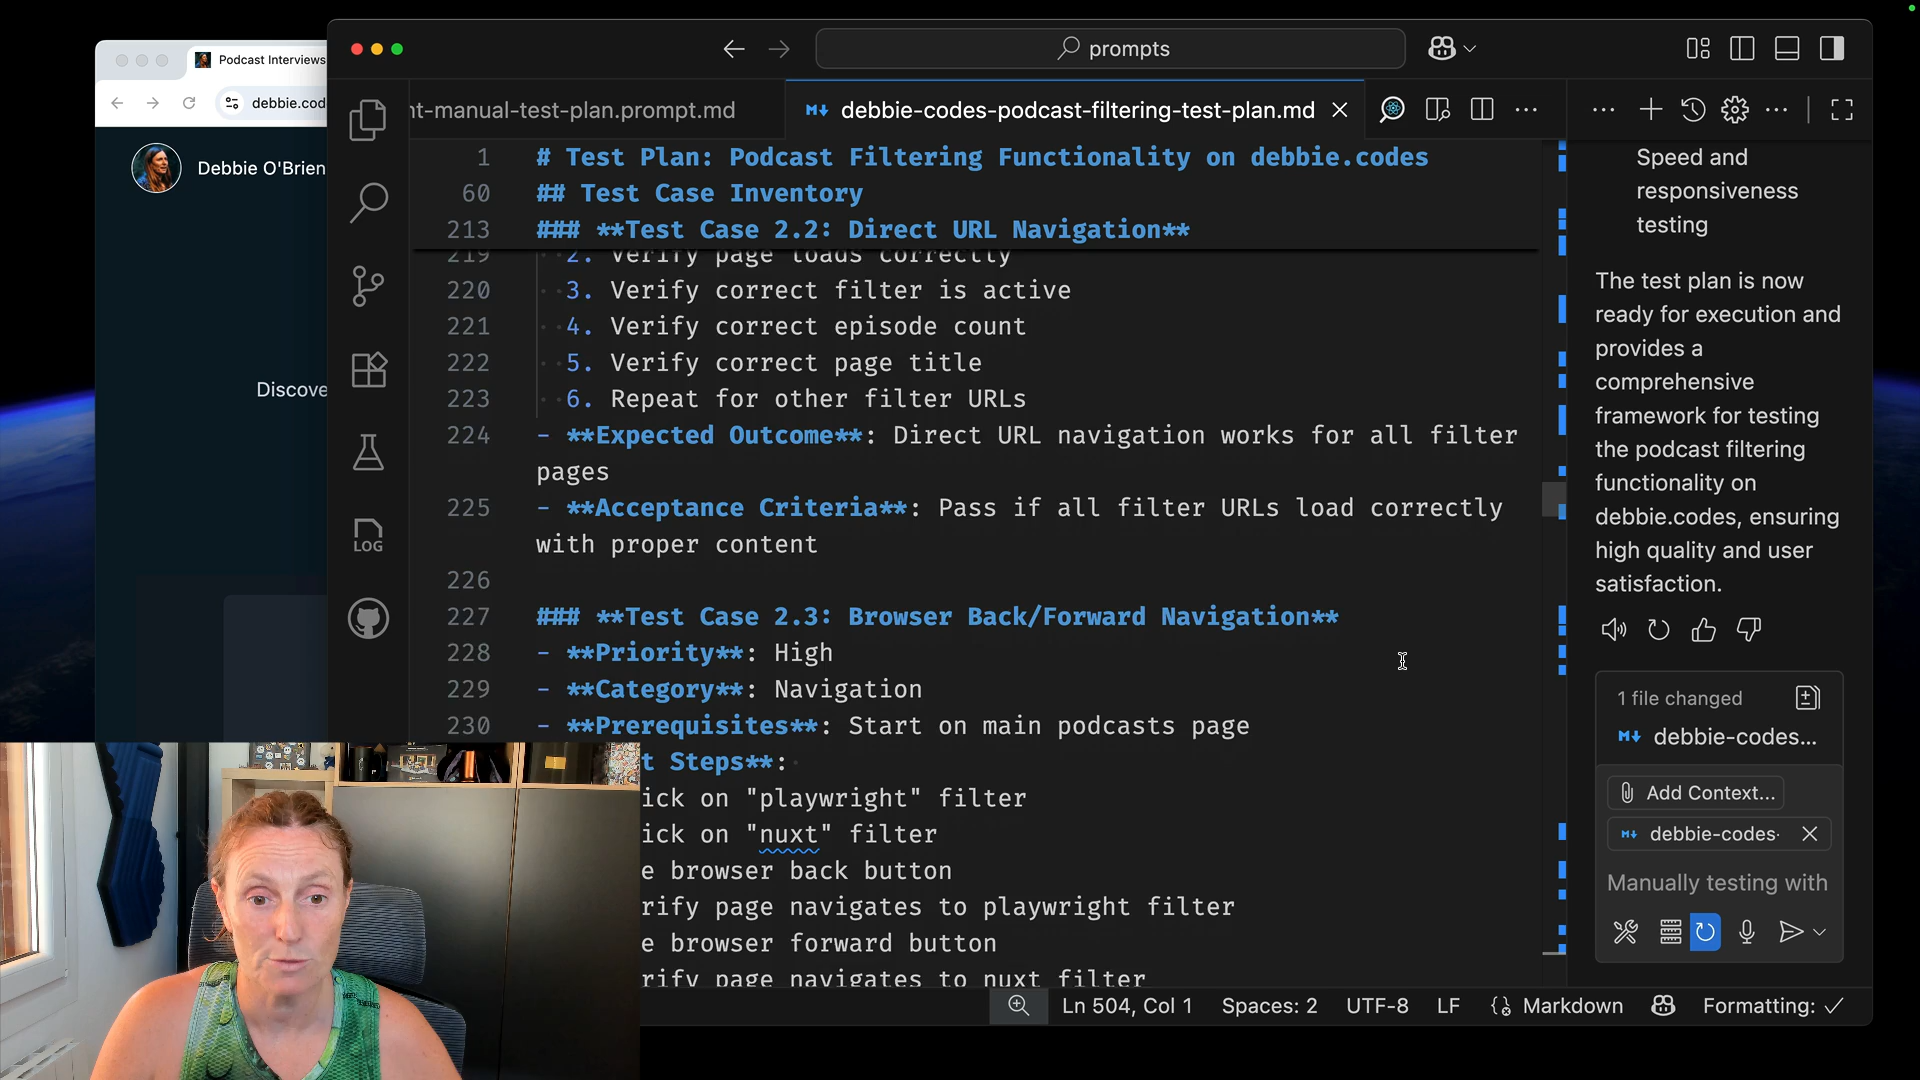 prompts
Podcast Interviews
debbie.cod
Debbie O'Brien
Discove
nt-manual-test-plan.prompt.md
debbie-codes-podcast-filtering-test-plan.md
1 # Test Plan: Podcast Filtering Functionality on debbie.codes
60 ## Test Case Inventory
213 ### **Test Case 2.2: Direct URL Navigation**
219 2. Verify page loads correctly
220 3. Verify correct filter is active
221 4. Verify correct episode count
222 5. Verify correct page title
223 6. Repeat for other filter URLs
224 - **Expected Outcome**: Direct URL navigation works for all filter
pages
225 - **Acceptance Criteria**: Pass if all filter URLs load correctly
with proper content
226
227 ### **Test Case 2.3: Browser Back/Forward Navigation**
228 - **Priority**: High
229 - **Category**: Navigation
230 - **Prerequisites**: Start on main podcasts page
t Steps**:
ick on "playwright" filter
ick on "nuxt" filter
e browser back button
rify page navigates to playwright filter
e browser forward button
rify page navigates to nuxt filter
LOG
Speed and
responsiveness
testing
The test plan is now
ready for execution and
provides a
comprehensive
framework for testing
the podcast filtering
functionality on
debbie.codes, ensuring
high quality and user
satisfaction.
1 file changed
debbie-codes...
Add Context...
debbie-codes-
Manually testing with
Ln 504, Col 1
Spaces: 2
UTF-8
LF
Markdown
Formatting: ✓